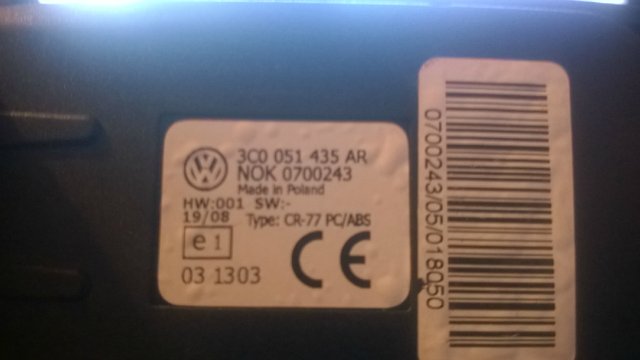 3C0 051 435 AR
NOK 0700243
Made in Poland
HW:001 SW:-
19/08 Type: CR-77 PC/ABS
e1
03 1303
CE
0700243/05/018050